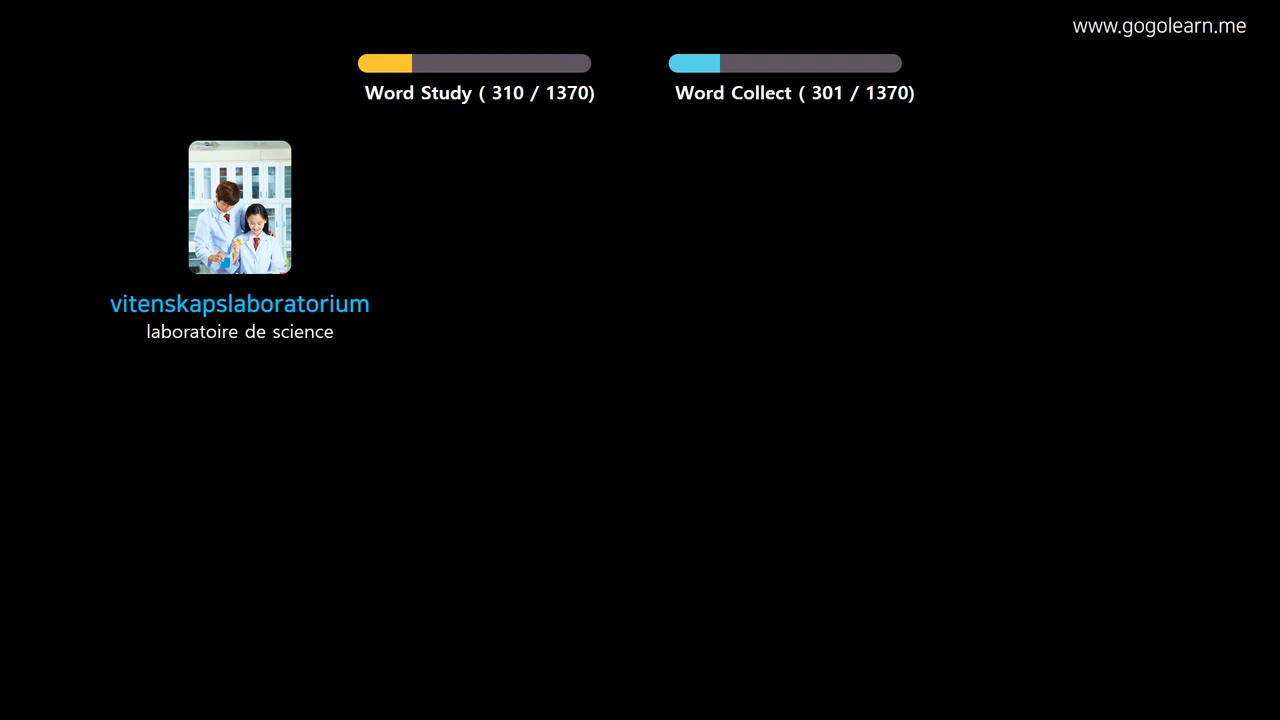 www.gogolearn.me
Word Study ( 310 / 1370)
Word Collect ( 301 / 1370)
vitenskapslaboratorium
laboratoire de science